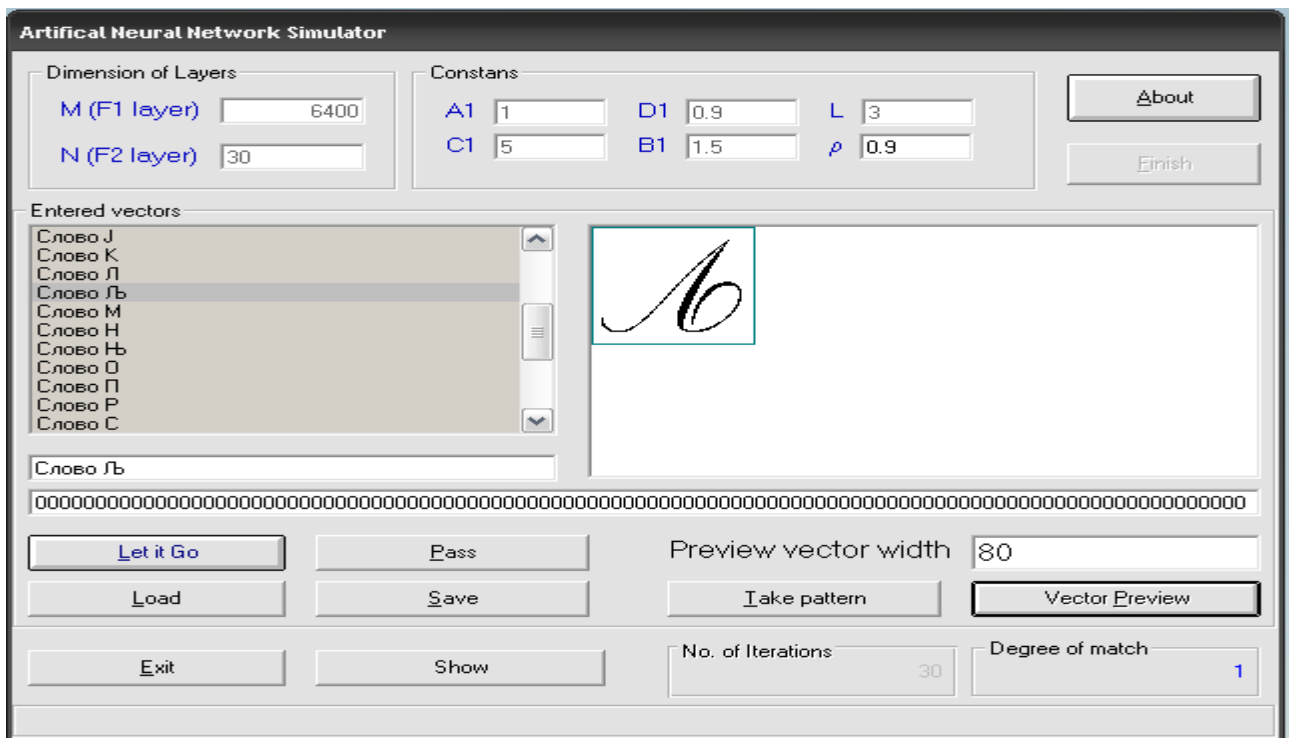 Artifical Neural Network Simulator
Dimension of Layers
M (F1 layer) 6400
N (F2 layer) 30
Constans
A1 1 D1 0.9 L 3
C1 5 B1 1.5 ρ 0.9
About
Finish
Entered vectors
Слово Ј
Слово К
Слово Л
Слово Љ
Слово М
Слово Н
Слово Њ
Слово О
Слово П
Слово Р
Слово С
Љ
Слово Љ
Let it Go Pass Preview vector width 80
Load Save Take pattern Vector Preview
Exit Show
No. of Iterations 30
Degree of match 1